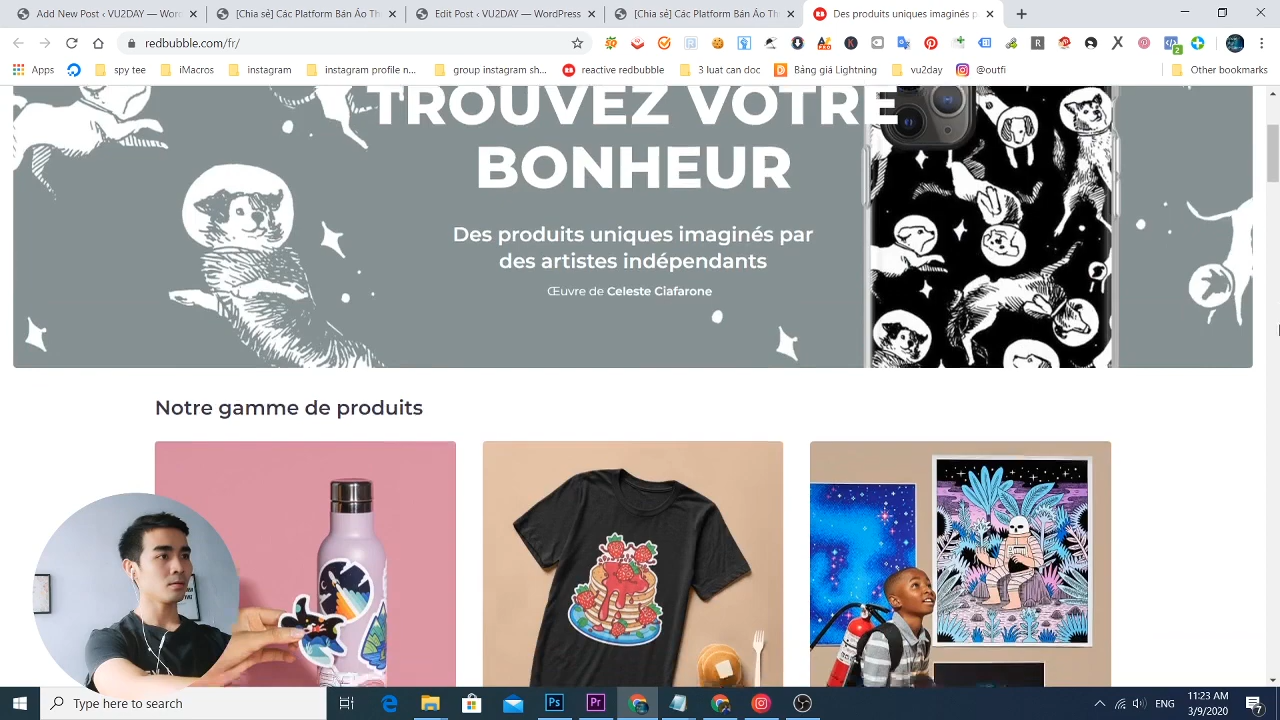 Add New Post ‹ VU2DAY — Wor
[Chia sẻ] Các Platform Bán Áo Th
Edit Post ‹ VU2DAY — WordPress
[Chia sẻ] Các Platform Bán Áo Th
Des produits uniques imaginés p
redbubble.com/fr/
Apps
spy tee
iMacros
instagram
instagram profile n...
group instagram sh...
reactive redbubble
3 luat can doc
Bảng giá Lightning
vu2day
@outfi
Other bookmarks
TROUVEZ VOTRE
BONHEUR
Des produits uniques imaginés par
des artistes indépendants
Œuvre de Celeste Ciafarone
Notre gamme de produits
Type here to search
ENG
11:23 AM
3/9/2020